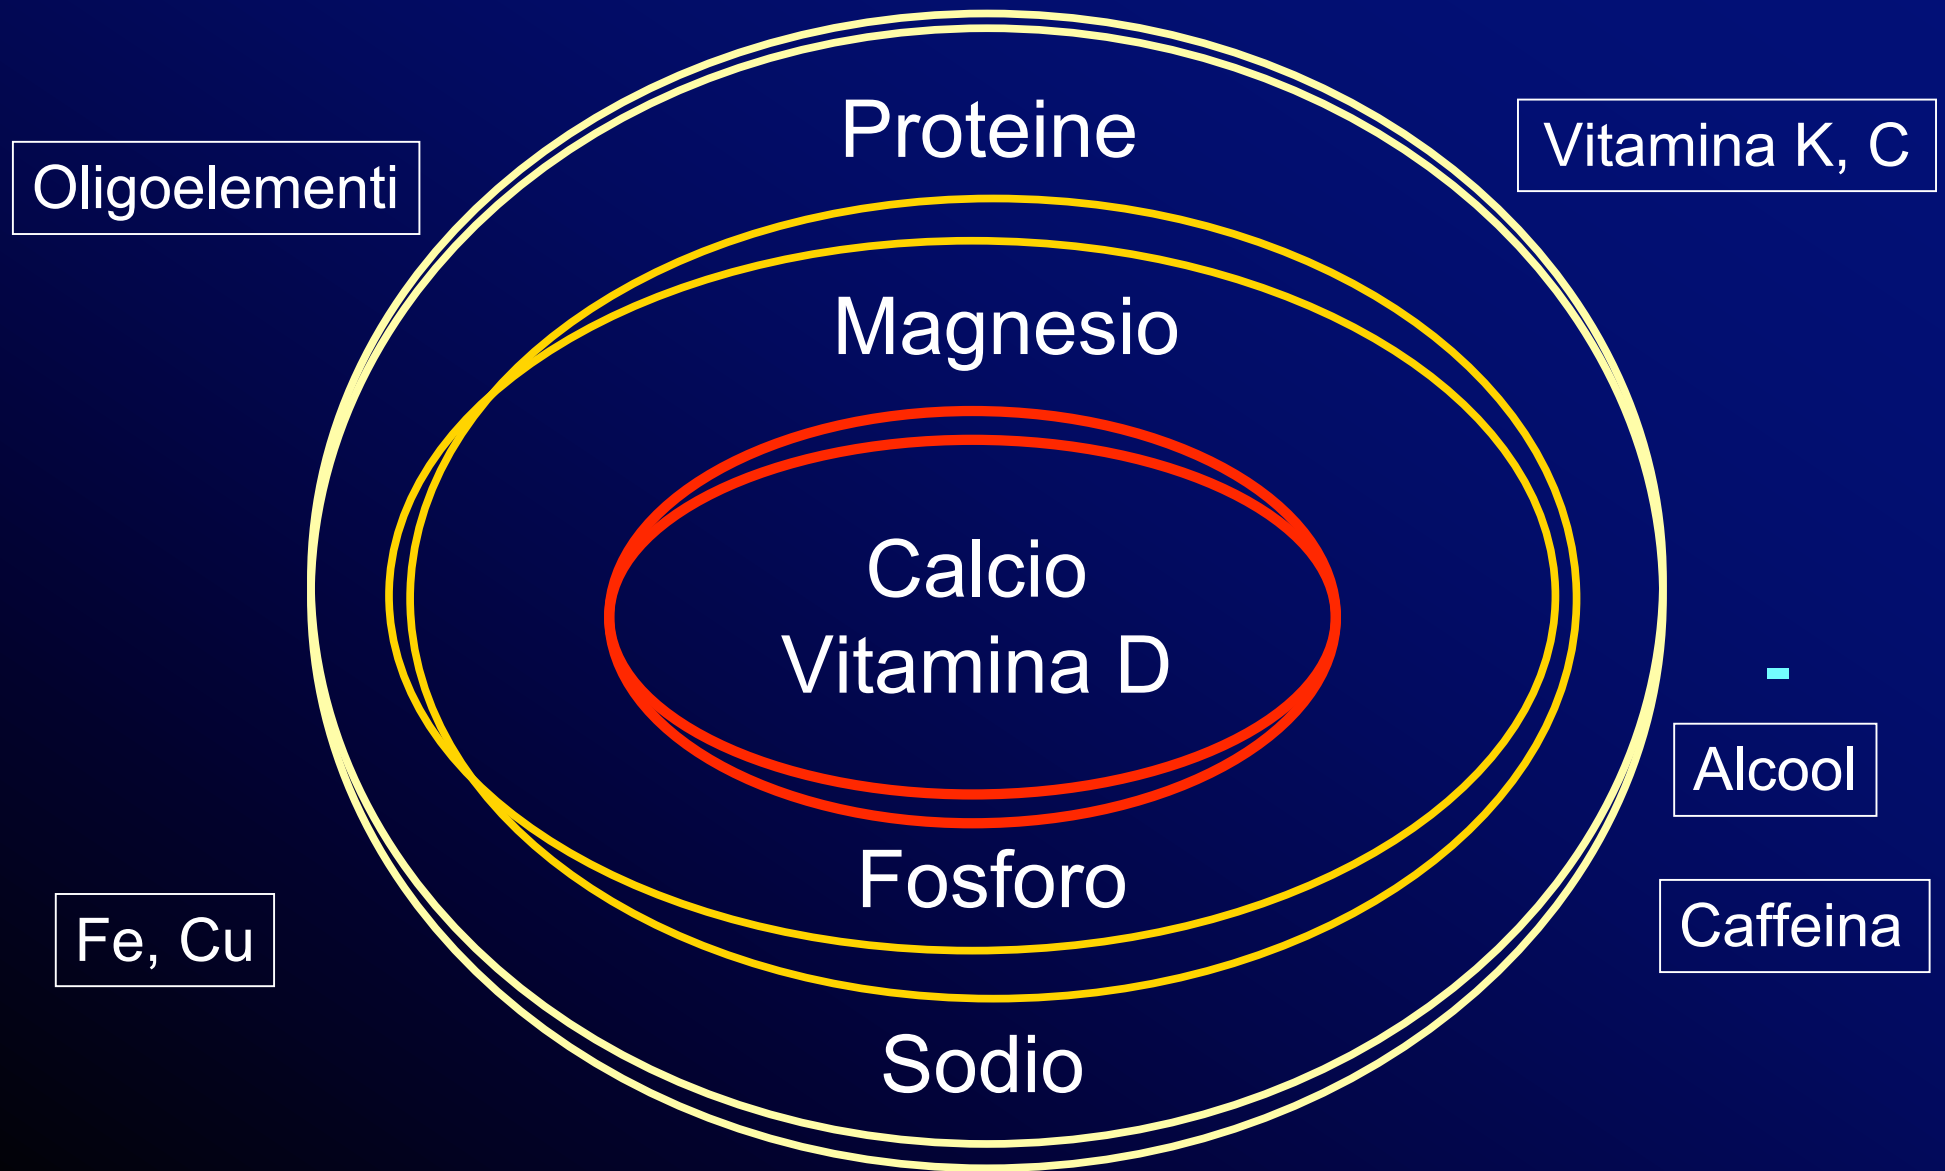 Proteine
Vitamina K, C
Oligoelementi
Magnesio
Calcio
Vitamina D
-
Alcool
Fosforo
Caffeina
Fe, Cu
Sodio